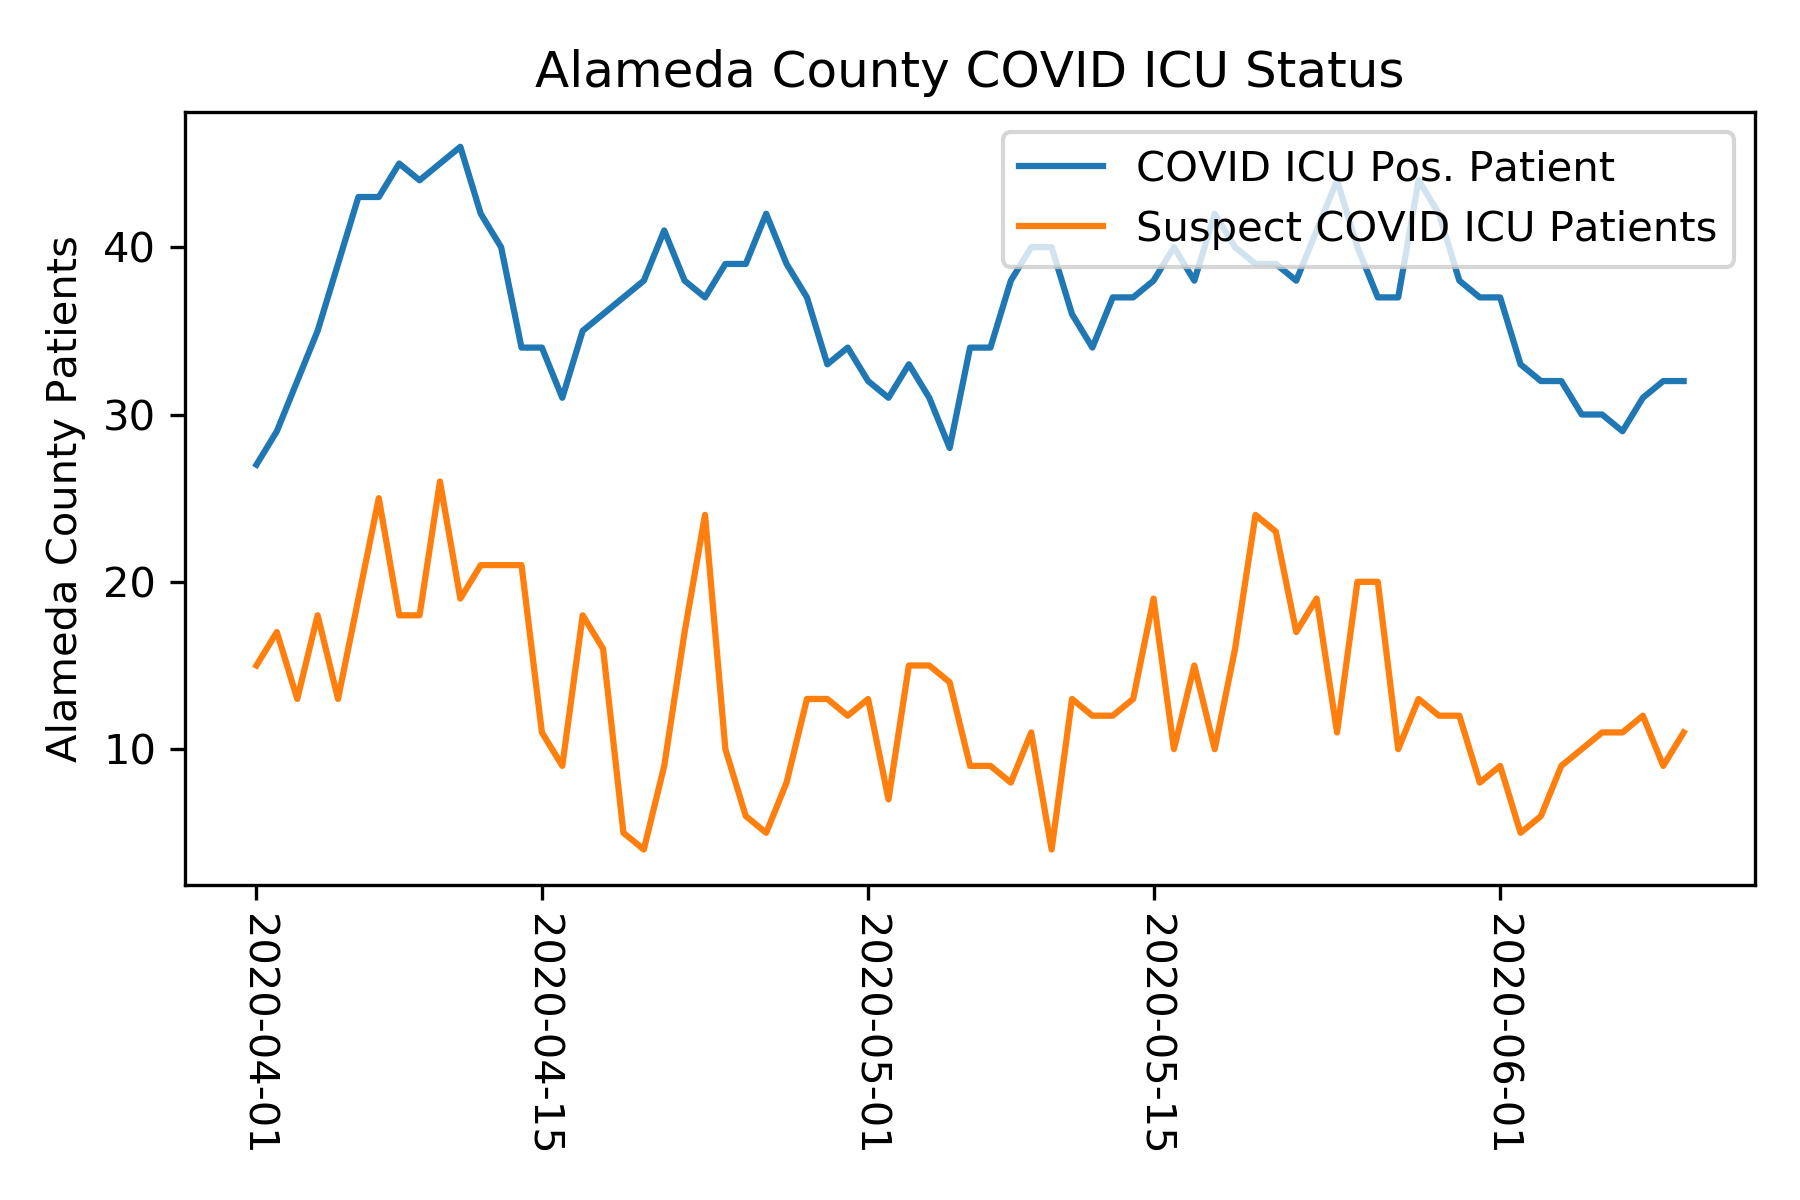 Alameda County COVID ICU Status
COVID ICU Pos. Patient
Suspect COVID ICU Patients
Alameda County Patients
40
30
20
10
2020-04-01
2020-04-15
2020-05-01
2020-05-15
2020-06-01